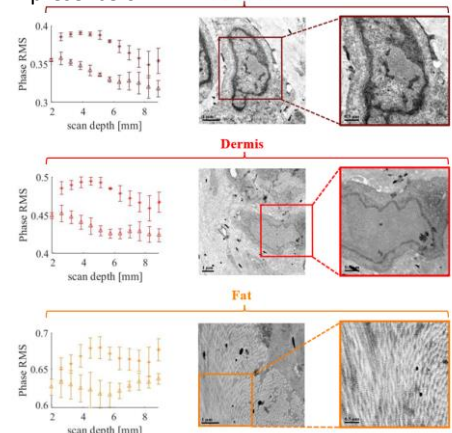 0.4
0.35
0.3
Phase RMS
2 4 6 8
scan depth [mm]
Dermis
0.5
0.45
0.4
Phase RMS
2 4 6 8
scan depth [mm]
Fat
0.7
0.65
0.6
Phase RMS
2 4 6 8
scan depth [mm]